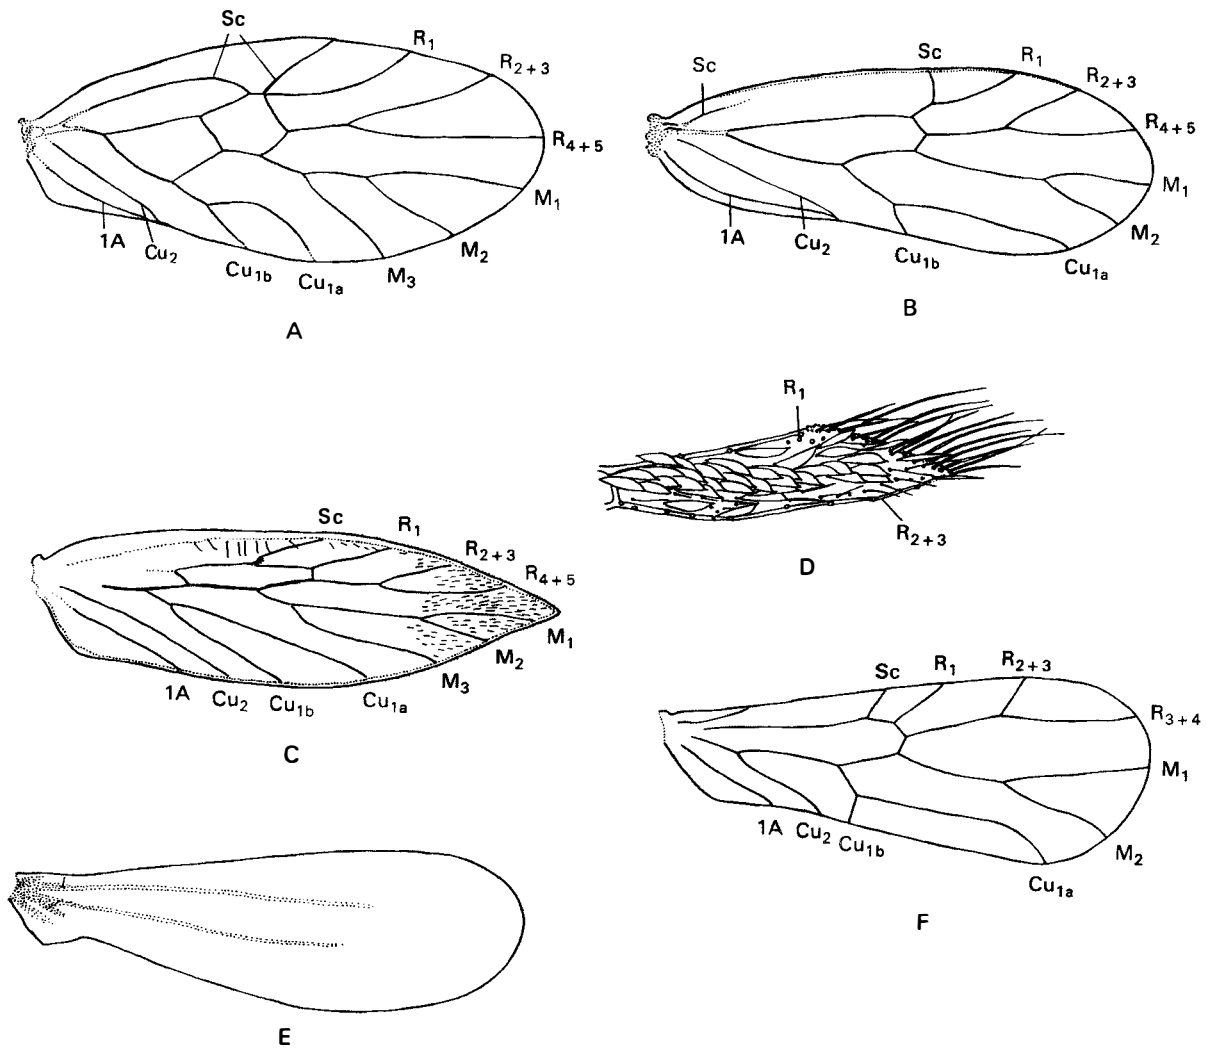 Sc
R₁
R₂₊₃
R₄₊₅
M₁
M₂
M₃
Cu₁ₐ
Cu₁b
Cu₂
1A
A
Sc
Sc
R₁
R₂₊₃
R₄₊₅
M₁
M₂
Cu₁ₐ
Cu₁b
Cu₂
1A
B
Sc
R₁
R₂₊₃
R₄₊₅
M₁
M₂
M₃
Cu₁ₐ
Cu₁b
Cu₂
1A
C
R₁
R₂₊₃
D
E
Sc
R₁
R₂₊₃
R₃₊₄
M₁
M₂
Cu₁ₐ
Cu₁b
Cu₂
1A
F